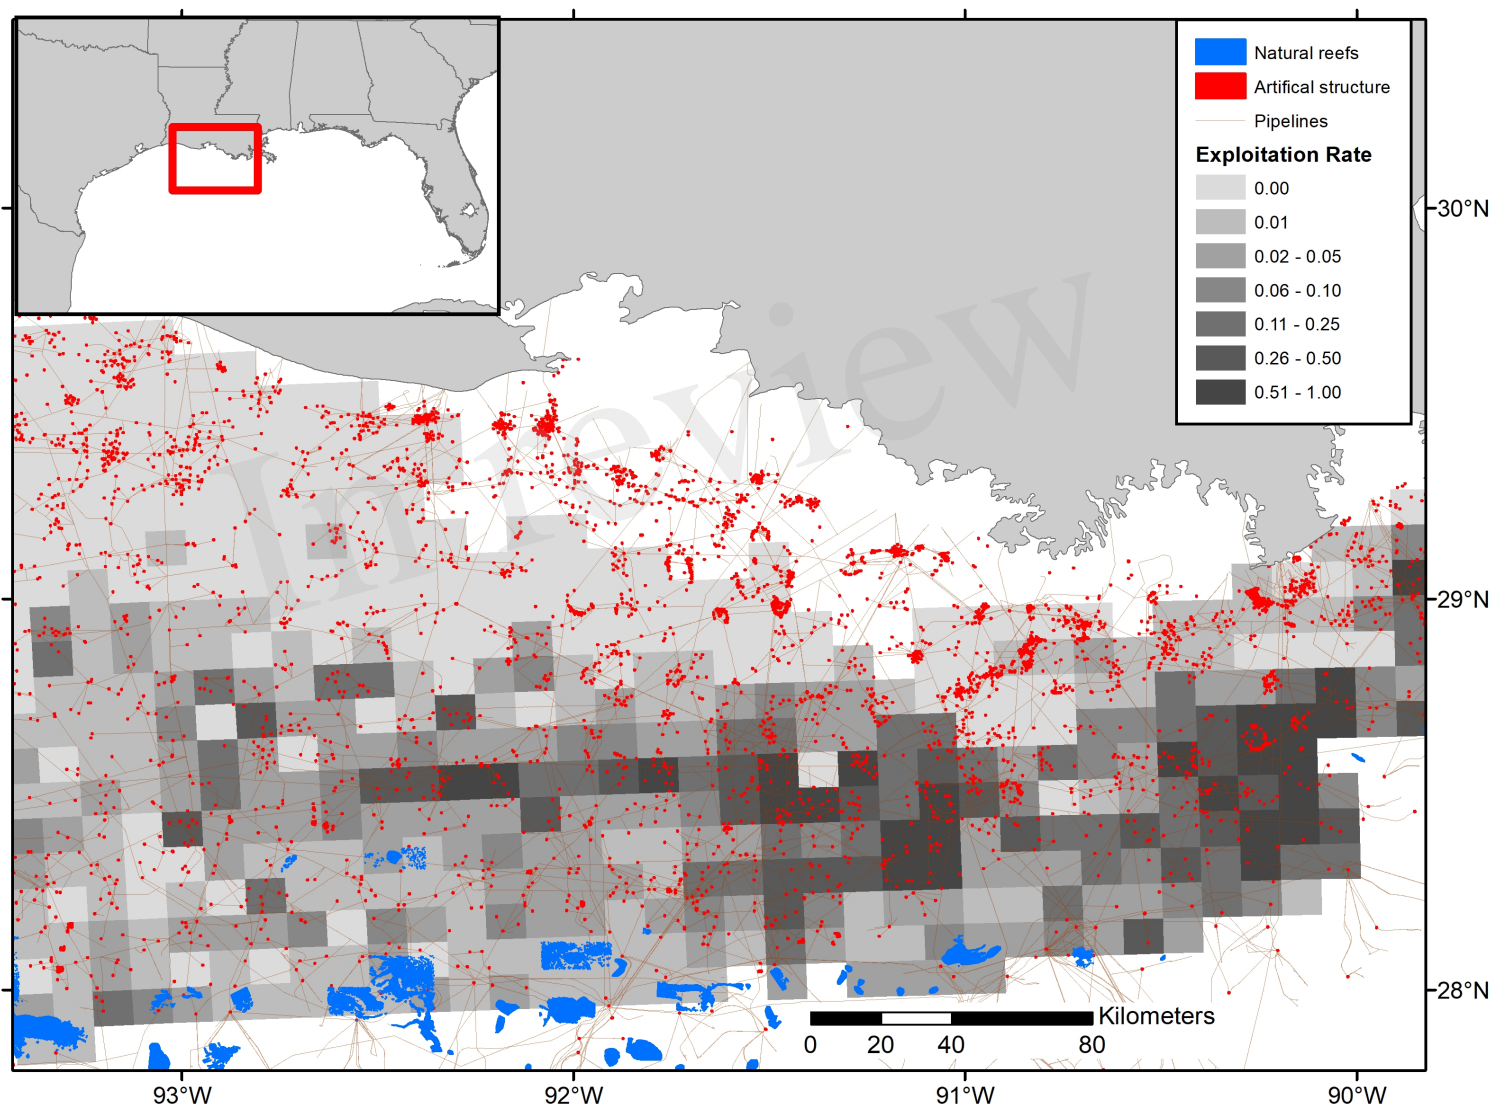 Natural reefs
Artifical structure
Pipelines
Exploitation Rate
0.00
0.01
0.02 - 0.05
0.06 - 0.10
0.11 - 0.25
0.26 - 0.50
0.51 - 1.00
30°N
29°N
28°N
In review
Kilometers
0 20 40 80
93°W 92°W 91°W 90°W